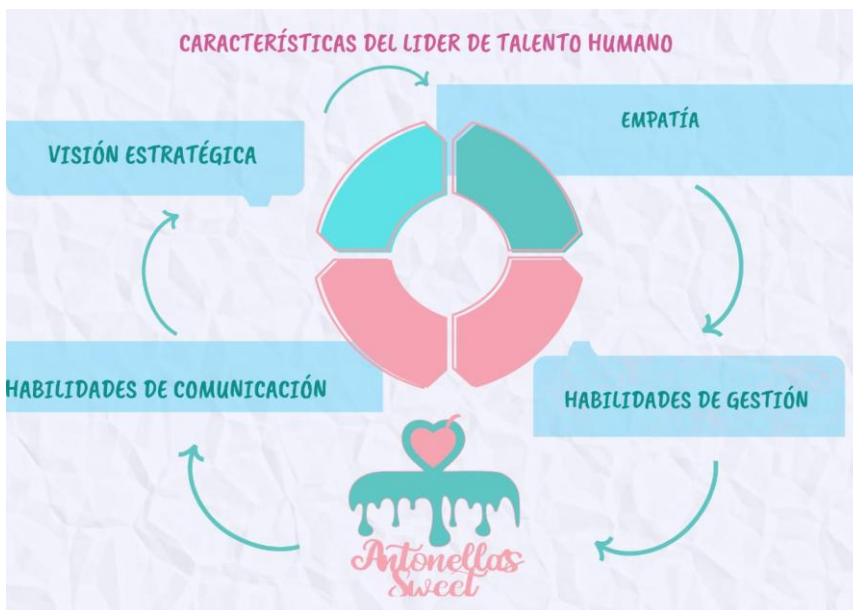 CARACTERÍSTICAS DEL LIDER DE TALENTO HUMANO
EMPATÍA
VISIÓN ESTRATÉGICA
HABILIDADES DE COMUNICACIÓN
HABILIDADES DE GESTIÓN
Antonellas
Sweet